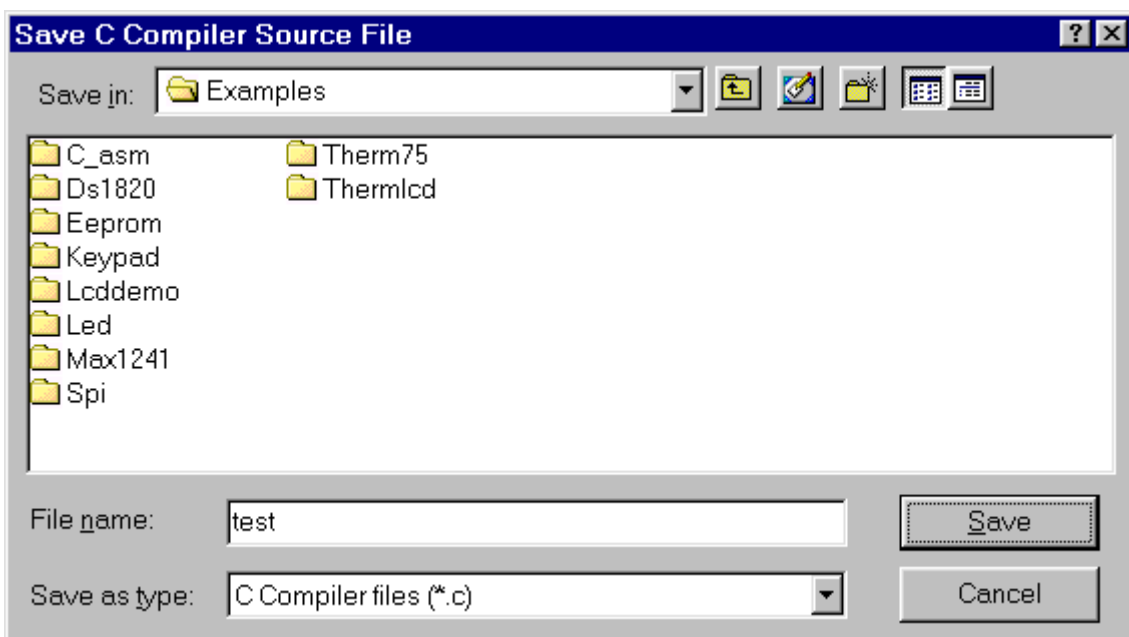 Save C Compiler Source File
Save in: Examples
C_asm Therm75
Ds1820 Thermlcd
Eeprom
Keypad
Lcddemo
Led
Max1241
Spi
File name: test Save
Save as type: C Compiler files (*.c) Cancel